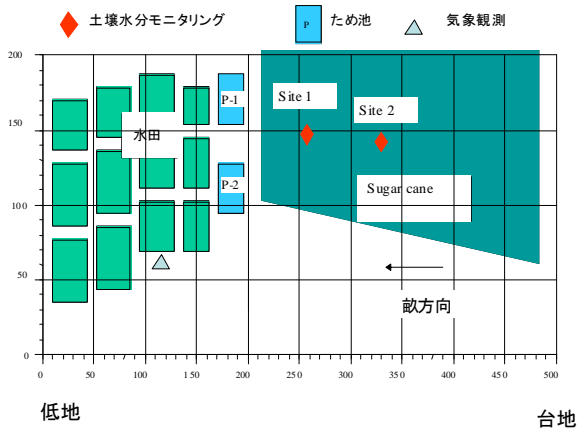 土壌水分モニタリング
P
ため池
気象観測
200
150
100
50
0
P-1
P-2
水田
Site 1
Site 2
Sugar cane
畝方向
0
50
100
150
200
250
300
350
400
450
500
低地
台地